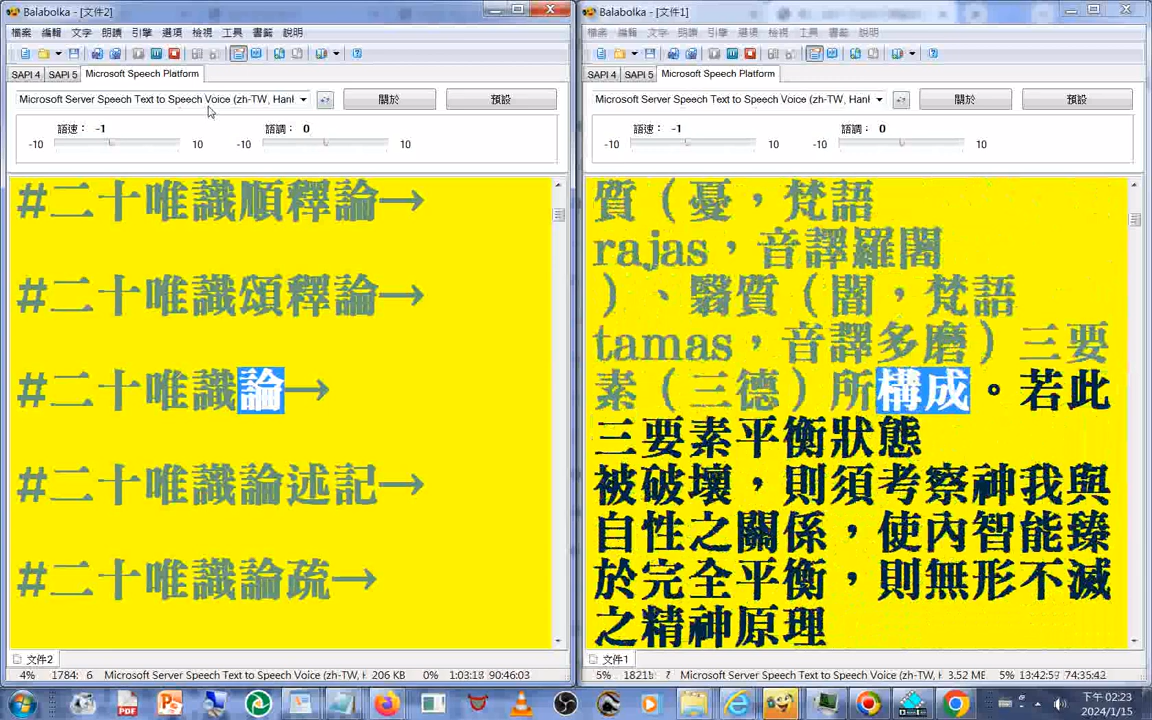 Balabolka - [文件2]
檔案 編輯 文字 朗讀 引擎 選項 檢視 工具 書籤 說明
SAPI 4 SAPI 5 Microsoft Speech Platform
Microsoft Server Speech Text to Speech Voice (zh-TW, Hanl
關於 預設
語速： -1 語調： 0
-10 10 -10 10
#二十唯識順釋論→
#二十唯識頌釋論→
#二十唯識論→
#二十唯識論述記→
#二十唯識論疏→
文件2
4% 1784: 6 Microsoft Server Speech Text to Speech Voice (zh-TW, H 206 KB 0% 1:03:18 90:46:03
Balabolka - [文件1]
檔案 編輯 文字 朗讀 引擎 選項 檢視 工具 書籤 說明
SAPI 4 SAPI 5 Microsoft Speech Platform
Microsoft Server Speech Text to Speech Voice (zh-TW, Hanl
關於 預設
語速： -1 語調： 0
-10 10 -10 10
質（憂，梵語
rajas，音譯羅闍
）、翳質（闇，梵語
tamas，音譯多磨）三要
素（三德）所構成。若此
三要素平衡狀態
被破壞，則須考察神我與
自性之關係，使內智能臻
於完全平衡，則無形不滅
之精神原理
文件1
5% 18215: 7 Microsoft Server Speech Text to Speech Voice (zh-TW, H 3.52 MB 5% 13:42:57 74:35:42
下午 02:23
2024/1/15